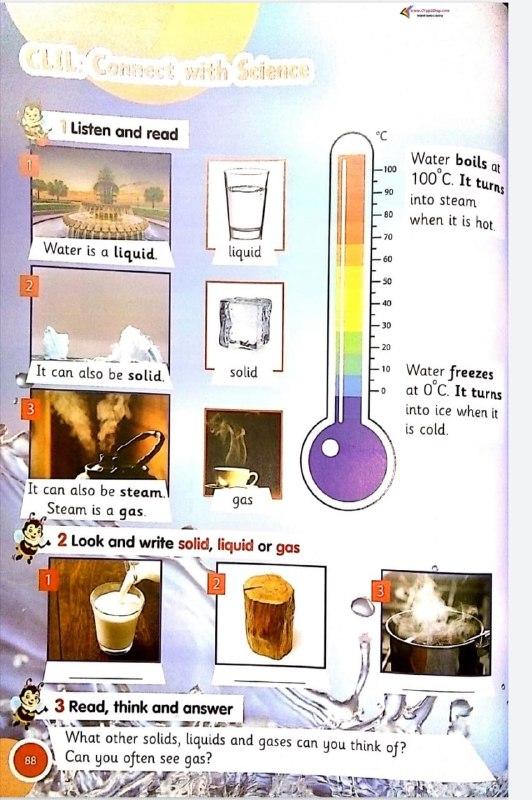 CLIL: Connect with Science
1 Listen and read
1
Water is a liquid.
liquid
2
It can also be solid.
solid
3
It can also be steam.
Steam is a gas.
gas
°C
100
90
80
70
60
50
40
30
20
10
0
Water boils at
100°C. It turns
into steam
when it is hot.
Water freezes
at 0°C. It turns
into ice when it
is cold.
2 Look and write solid, liquid or gas
1
2
3
3 Read, think and answer
What other solids, liquids and gases can you think of?
Can you often see gas?
88